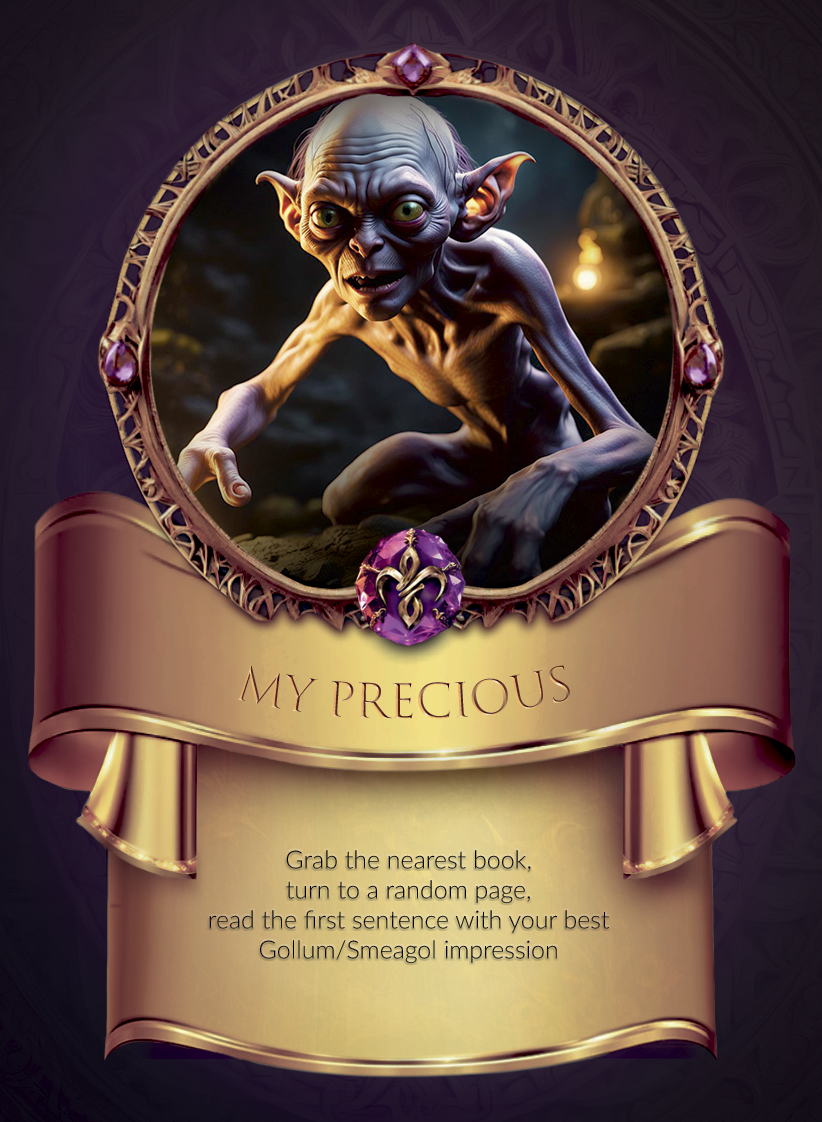 MY PRECIOUS
Grab the nearest book,
turn to a random page,
read the first sentence with your best
Gollum/Smeagol impression